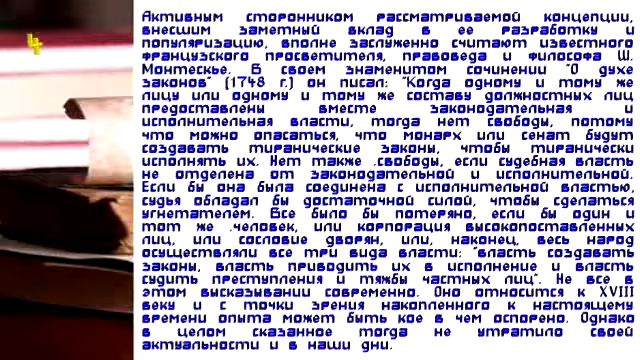 4
Активным сторонником рассматриваемой концепции,
внесшим заметный вклад в ее разработку и
популяризацию, вполне заслуженно считают известного
французского просветителя, правоведа и философа Ш.
Монтескье. В своем знаменитом сочинении "О духе
законов" (1748 г.) он писал: "Когда одному и тому же
лицу или одному и тому же составу должностных лиц
предоставлены вместе законодательная и
исполнительная власти, тогда нет свободы, потому
что можно опасаться, что монарх или сенат будут
создавать тиранические законы, чтобы тиранически
исполнять их. Нет также .свободы, если судебная власть
не отделена от законодательной и исполнительной.
Если бы она была соединена с исполнительной властью,
судья обладал бы достаточной силой, чтобы сделаться
угнетателем. Все было бы потеряно, если бы один и
тот же .человек, или корпорация высокопоставленных
лиц, или сословие дворян, или, наконец, весь народ
осуществляли все три вида власти: "власть создавать
законы, власть приводить их в исполнение и власть
судить преступления и тяжбы частных лиц". Не все в
этом высказывании современно. Оно относится к XVIII
веку и с точки зрения накопленного к настоящему
времени опыта может быть кое в чем оспорено. Однако
в целом сказанное тогда не утратило своей
актуальности и в наши дни.